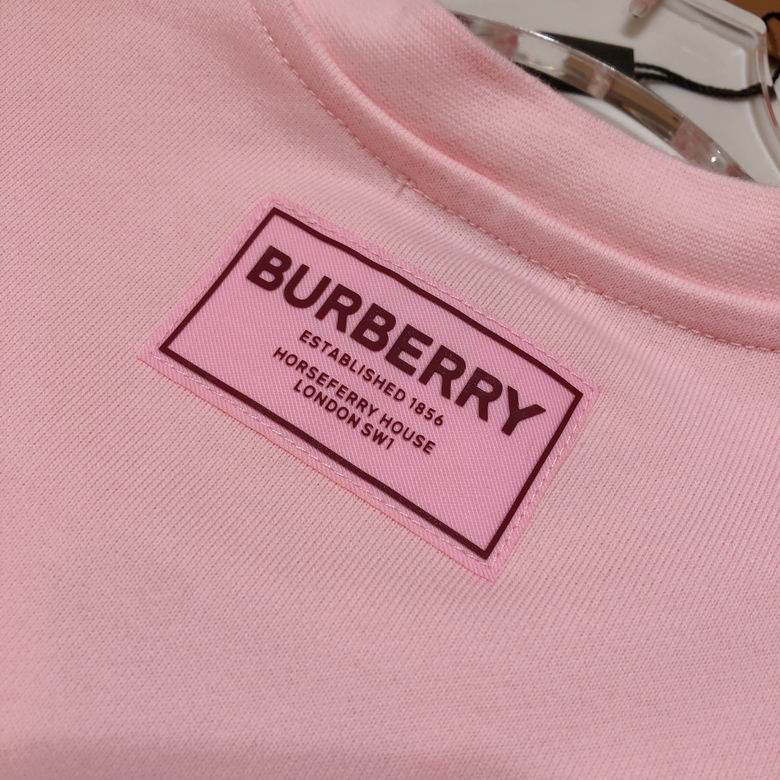 BURBERRY
ESTABLISHED 1856
HORSEFERRY HOUSE
LONDON SW1